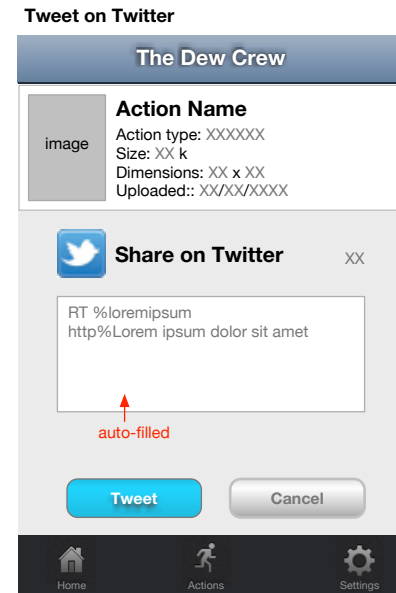 Tweet on Twitter
The Dew Crew
image
Action Name
Action type: XXXXXX
Size: XX k
Dimensions: XX x XX
Uploaded:: XX/XX/XXXX
Share on Twitter
XX
RT %loremipsum
http%Lorem ipsum dolor sit amet
auto-filled
Tweet
Cancel
Home
Actions
Settings